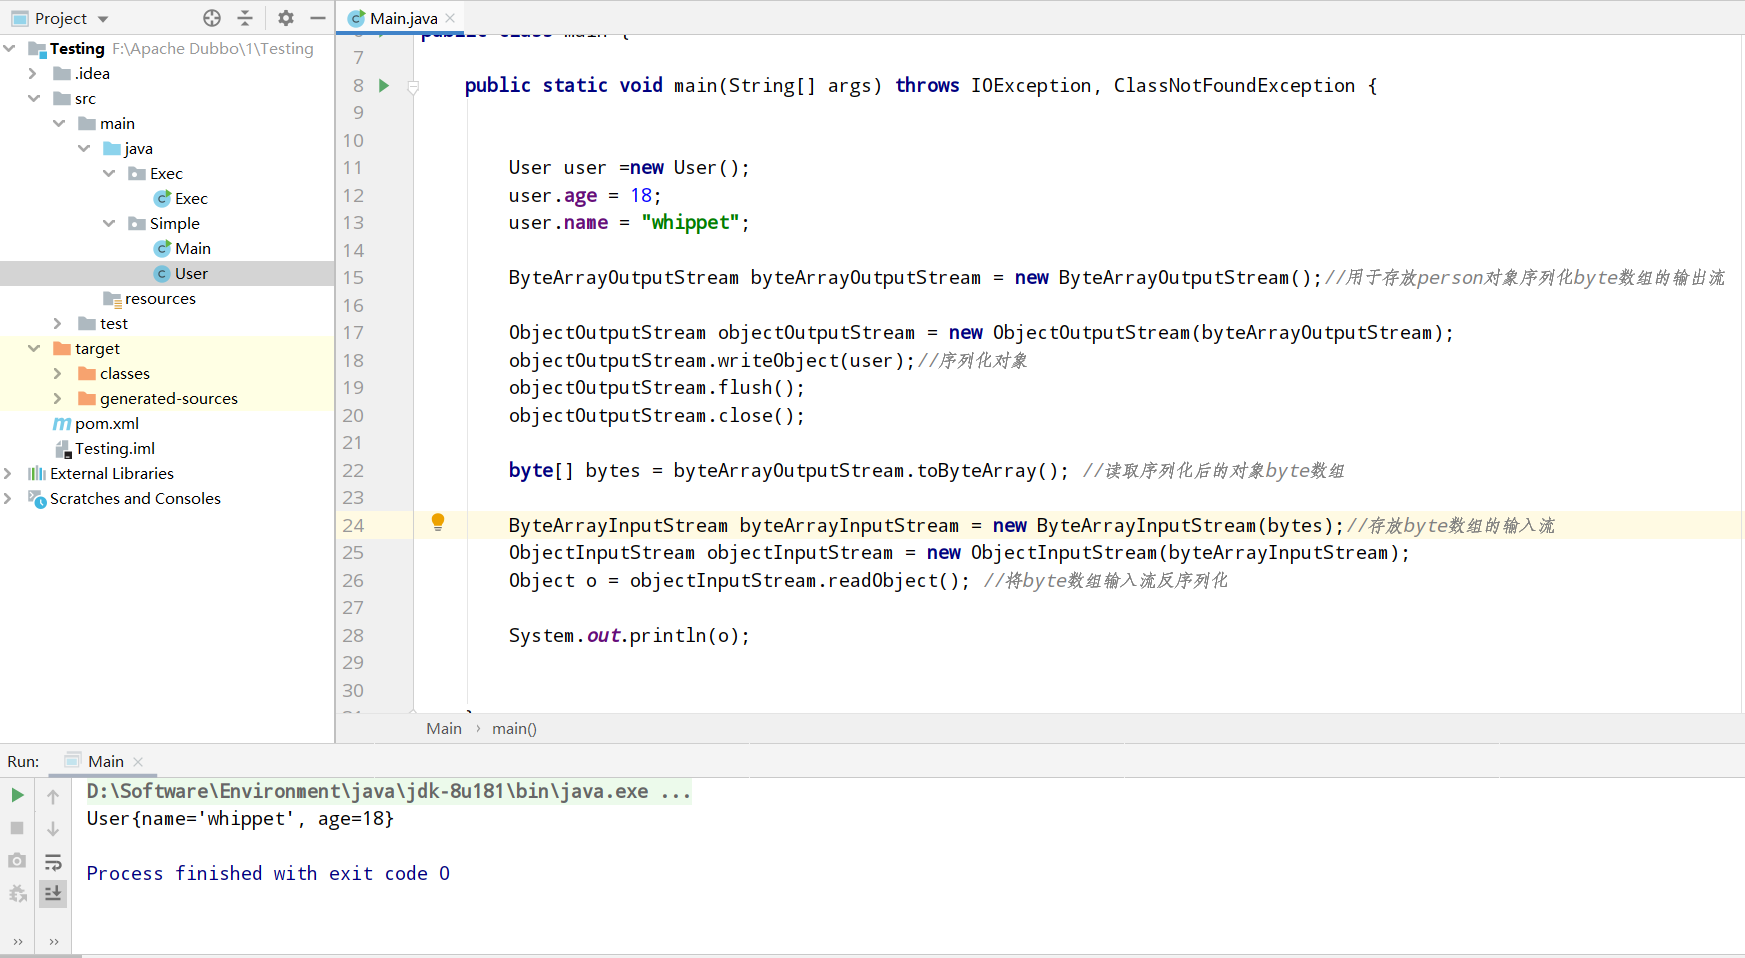 Project
Main.java
Testing F:\Apache Dubbo\1\Testing
.idea
src
main
java
Exec
Exec
Simple
Main
User
resources
test
target
classes
generated-sources
pom.xml
Testing.iml
External Libraries
Scratches and Consoles
7
8 public static void main(String[] args) throws IOException, ClassNotFoundException {
9
10
11 User user =new User();
12 user.age = 18;
13 user.name = "whippet";
14
15 ByteArrayOutputStream byteArrayOutputStream = new ByteArrayOutputStream();//用于存放person对象序列化byte数组的输出流
16
17 ObjectOutputStream objectOutputStream = new ObjectOutputStream(byteArrayOutputStream);
18 objectOutputStream.writeObject(user);//序列化对象
19 objectOutputStream.flush();
20 objectOutputStream.close();
21
22 byte[] bytes = byteArrayOutputStream.toByteArray(); //读取序列化后的对象byte数组
23
24 ByteArrayInputStream byteArrayInputStream = new ByteArrayInputStream(bytes);//存放byte数组的输入流
25 ObjectInputStream objectInputStream = new ObjectInputStream(byteArrayInputStream);
26 Object o = objectInputStream.readObject(); //将byte数组输入流反序列化
27
28 System.out.println(o);
29
30
Main › main()
Run: Main
D:\Software\Environment\java\jdk-8u181\bin\java.exe ...
User{name='whippet', age=18}
Process finished with exit code 0